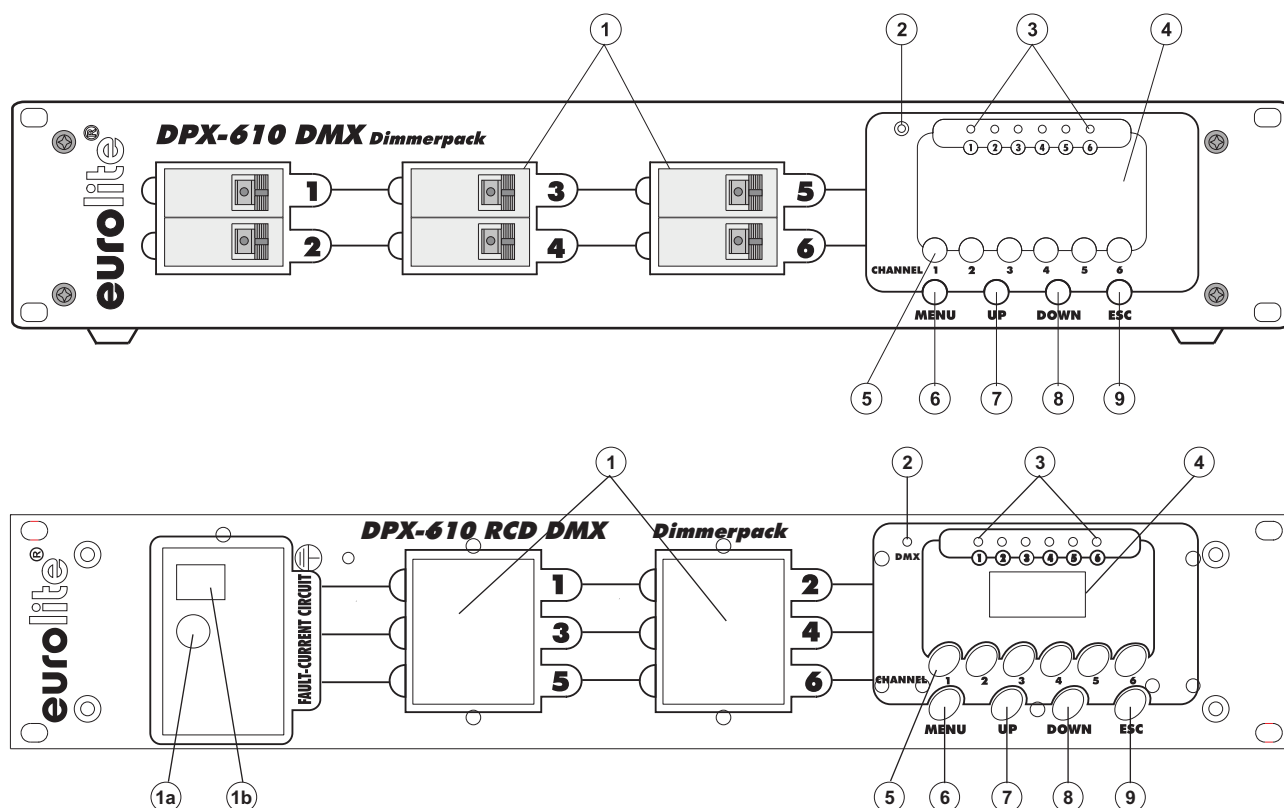 1 2 3 4
DPX-610 DMX Dimmerpack
eurolite®
1 3 5
2 4 6
1 2 3 4 5 6
CHANNEL 1 2 3 4 5 6
MENU UP DOWN ESC
5 6 7 8 9
1 2 3 4
DPX-610 RCD DMX Dimmerpack
eurolite®
FAULT-CURRENT CIRCUIT
DMX
1 2 3 4 5 6
1 2
3 4
5 6
CHANNEL 1 2 3 4 5 6
MENU UP DOWN ESC
1a 1b 5 6 7 8 9